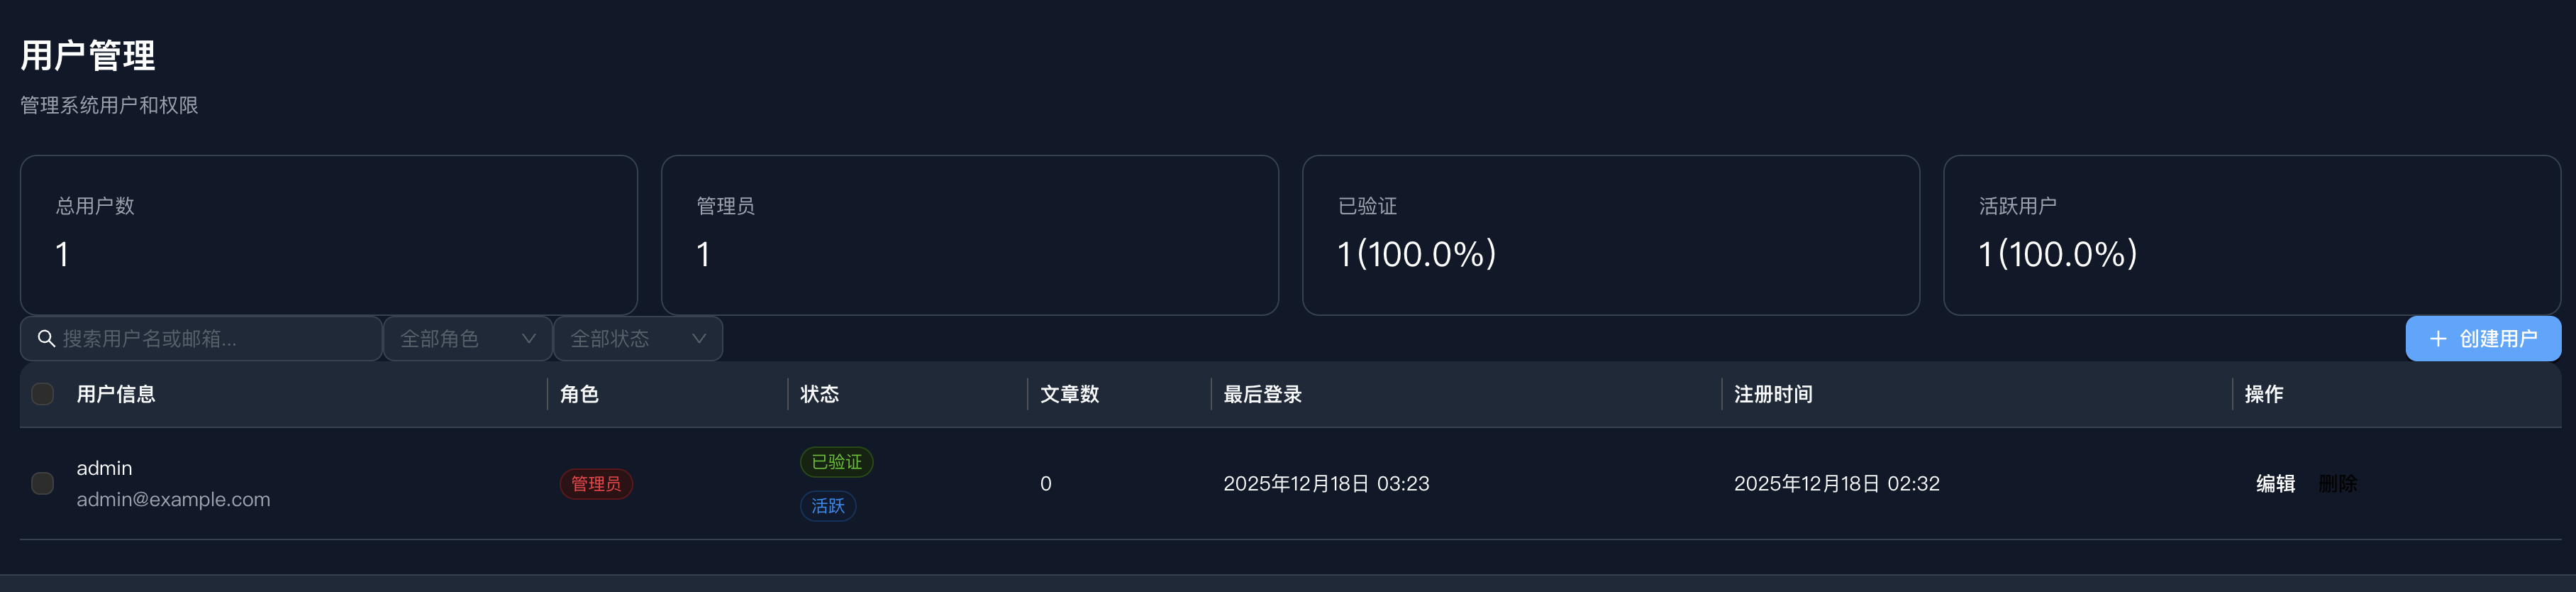 用户管理
管理系统用户和权限
总用户数
1
管理员
1
已验证
1(100.0%)
活跃用户
1(100.0%)
搜索用户名或邮箱... 全部角色 全部状态 创建用户
用户信息 角色 状态 文章数 最后登录 注册时间 操作
admin
admin@example.com
管理员
已验证
活跃
0
2025年12月18日 03:23
2025年12月18日 02:32
编辑 删除